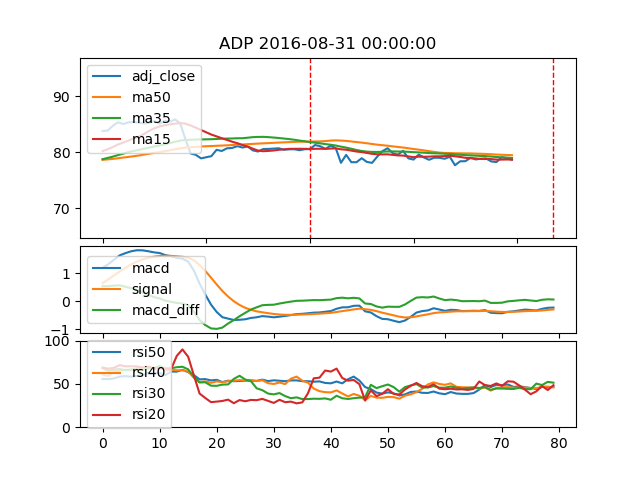 ADP 2016-08-31 00:00:00
90
80
70
adj_close
ma50
ma35
ma15
1
0
−1
macd
signal
macd_diff
100
50
0
rsi50
rsi40
rsi30
rsi20
0 10 20 30 40 50 60 70 80